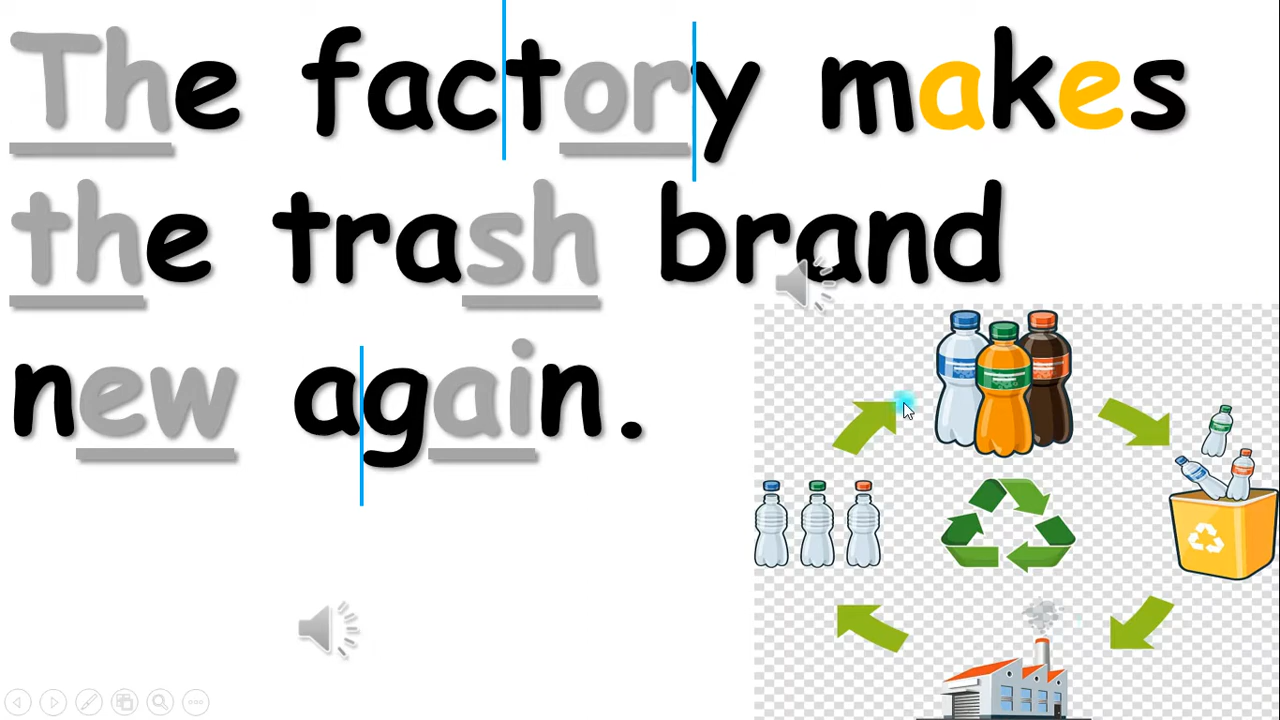 The factory makes
the trash brand
new again.